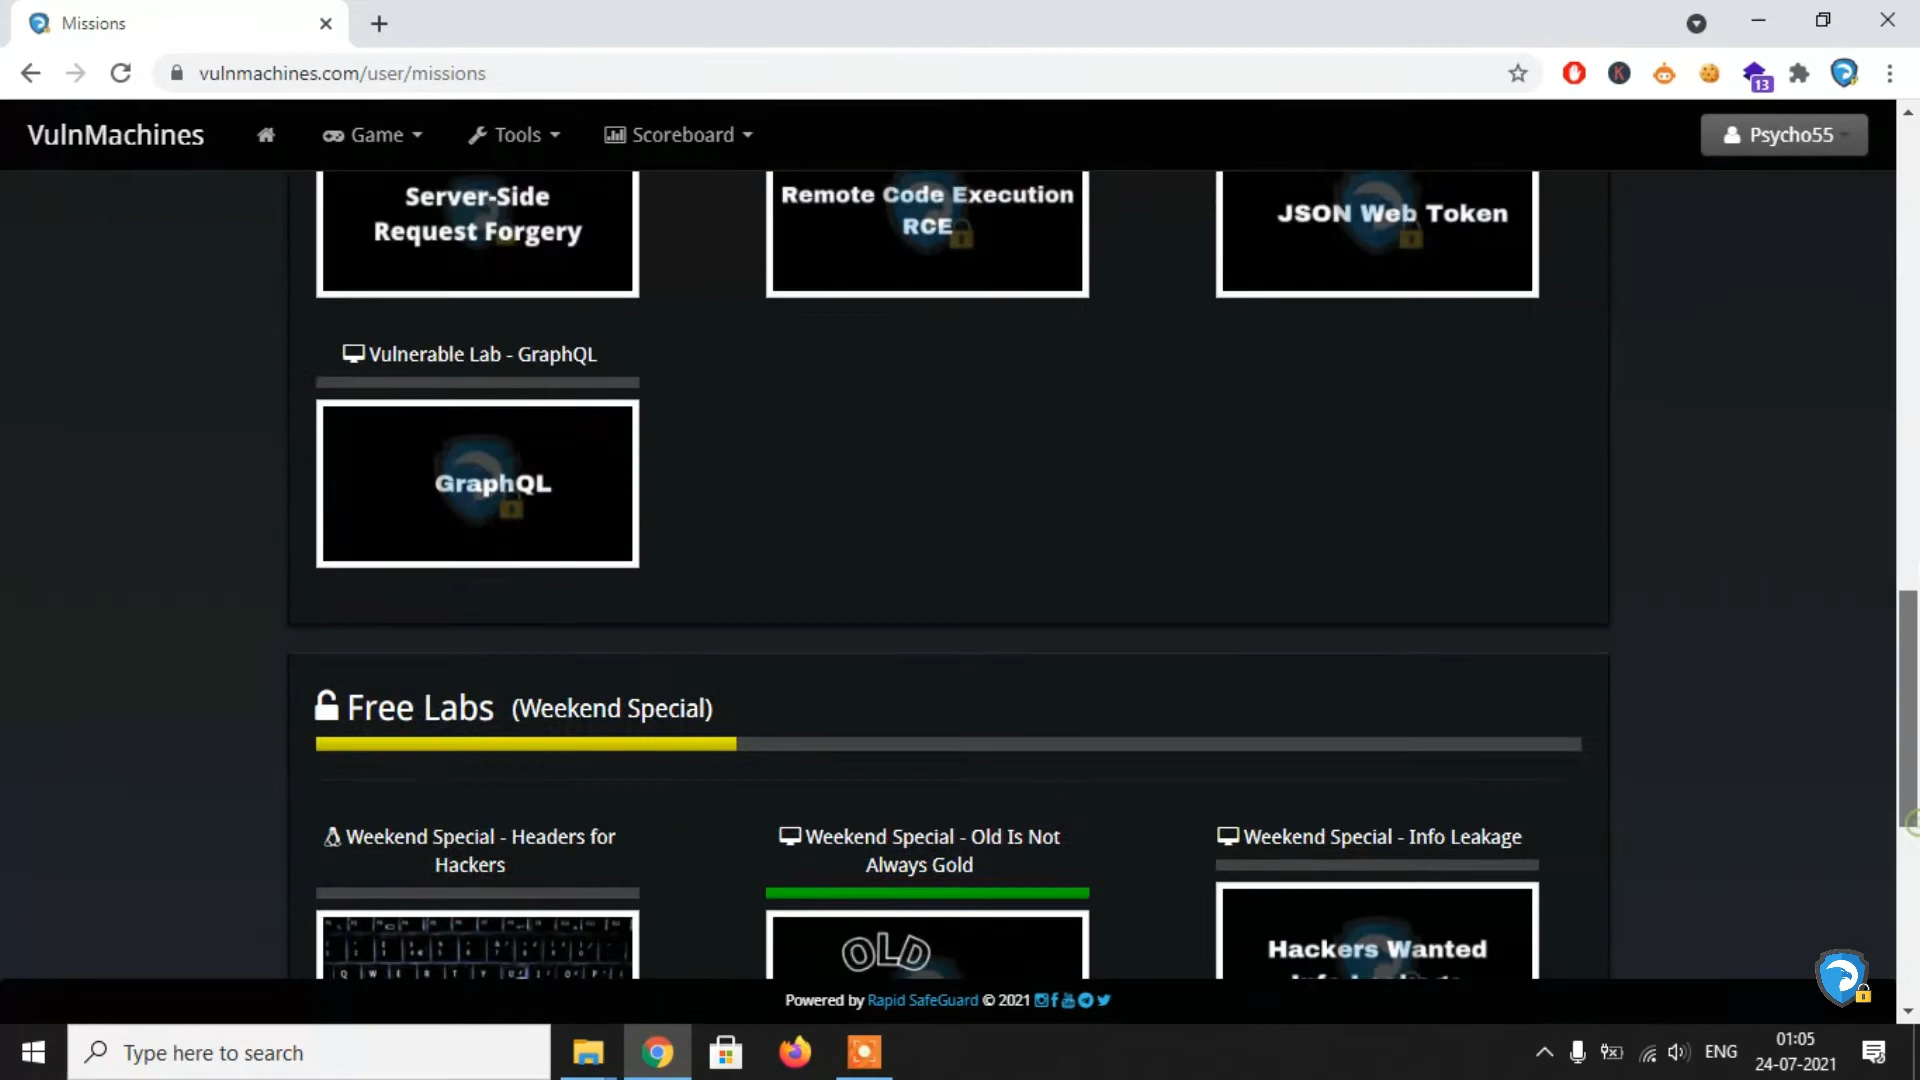 Missions
vulnmachines.com/user/missions
13
VulnMachines
Game
Tools
Scoreboard
Psycho55
Server-Side
Request Forgery
Remote Code Execution
RCE
JSON Web Token
Vulnerable Lab - GraphQL
GraphQL
Free Labs (Weekend Special)
Weekend Special - Headers for
Hackers
Weekend Special - Old Is Not
Always Gold
Weekend Special - Info Leakage
OLD
Hackers Wanted
Powered by Rapid SafeGuard © 2021
Type here to search
ENG
01:05
24-07-2021